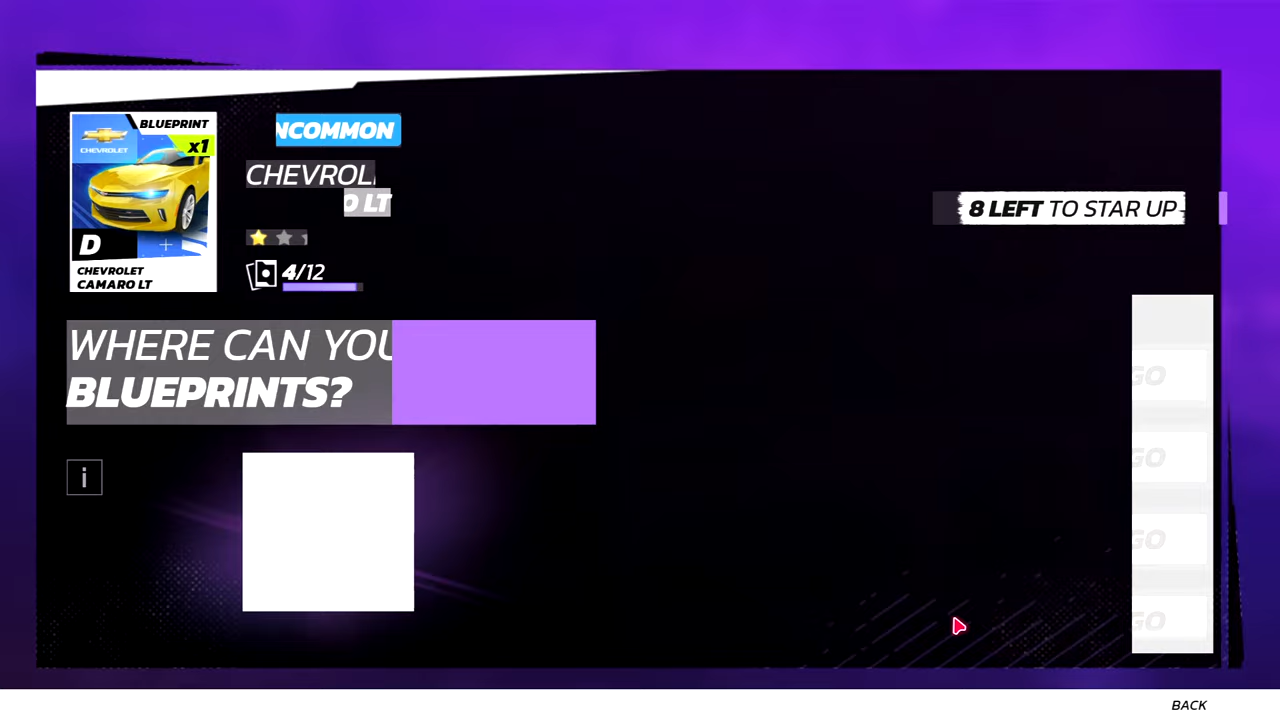 BLUEPRINT
x1
CHEVROLET
D
CHEVROLET
CAMARO LT
NCOMMON
CHEVROL
O LT
4/12
8 LEFT TO STAR UP
WHERE CAN YOU
BLUEPRINTS?
i
GO
GO
GO
GO
BACK